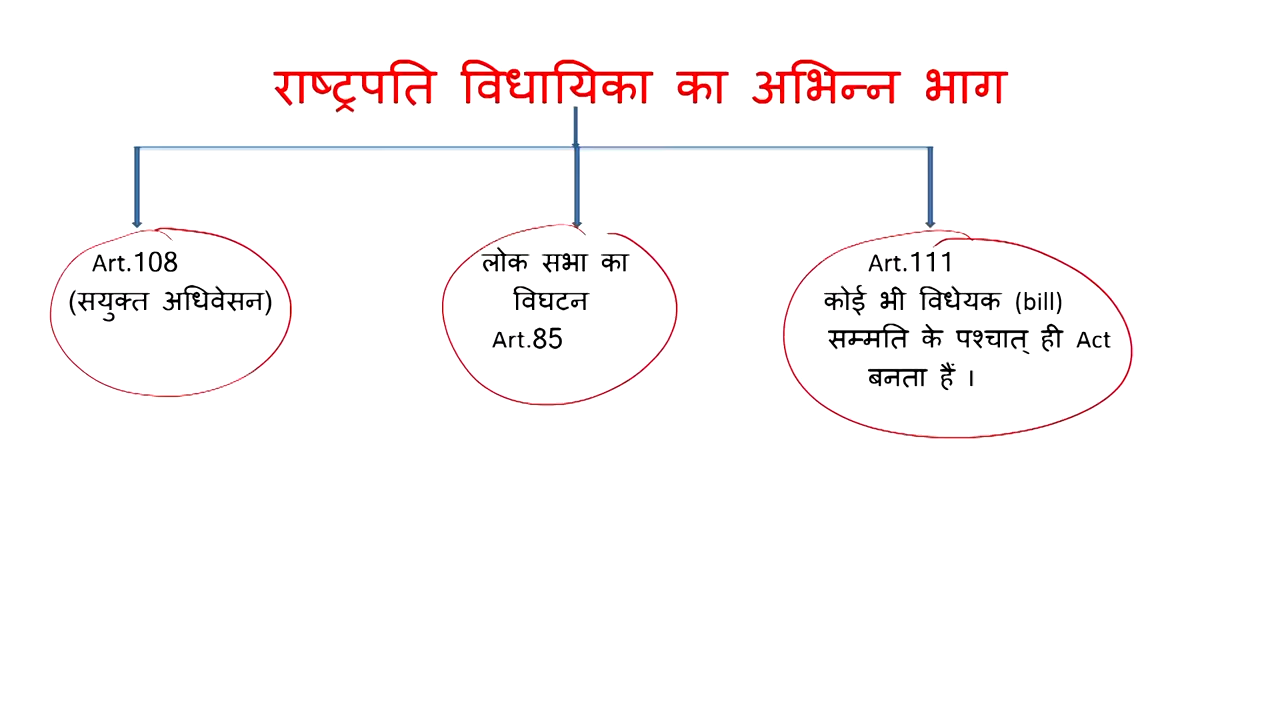 राष्ट्रपति विधायिका का अभिन्न भाग
Art.108
(सयुक्त अधिवेसन)
लोक सभा का
विघटन
Art.85
Art.111
कोई भी विधेयक (bill)
सम्मति के पश्चात् ही Act
बनता हैं ।